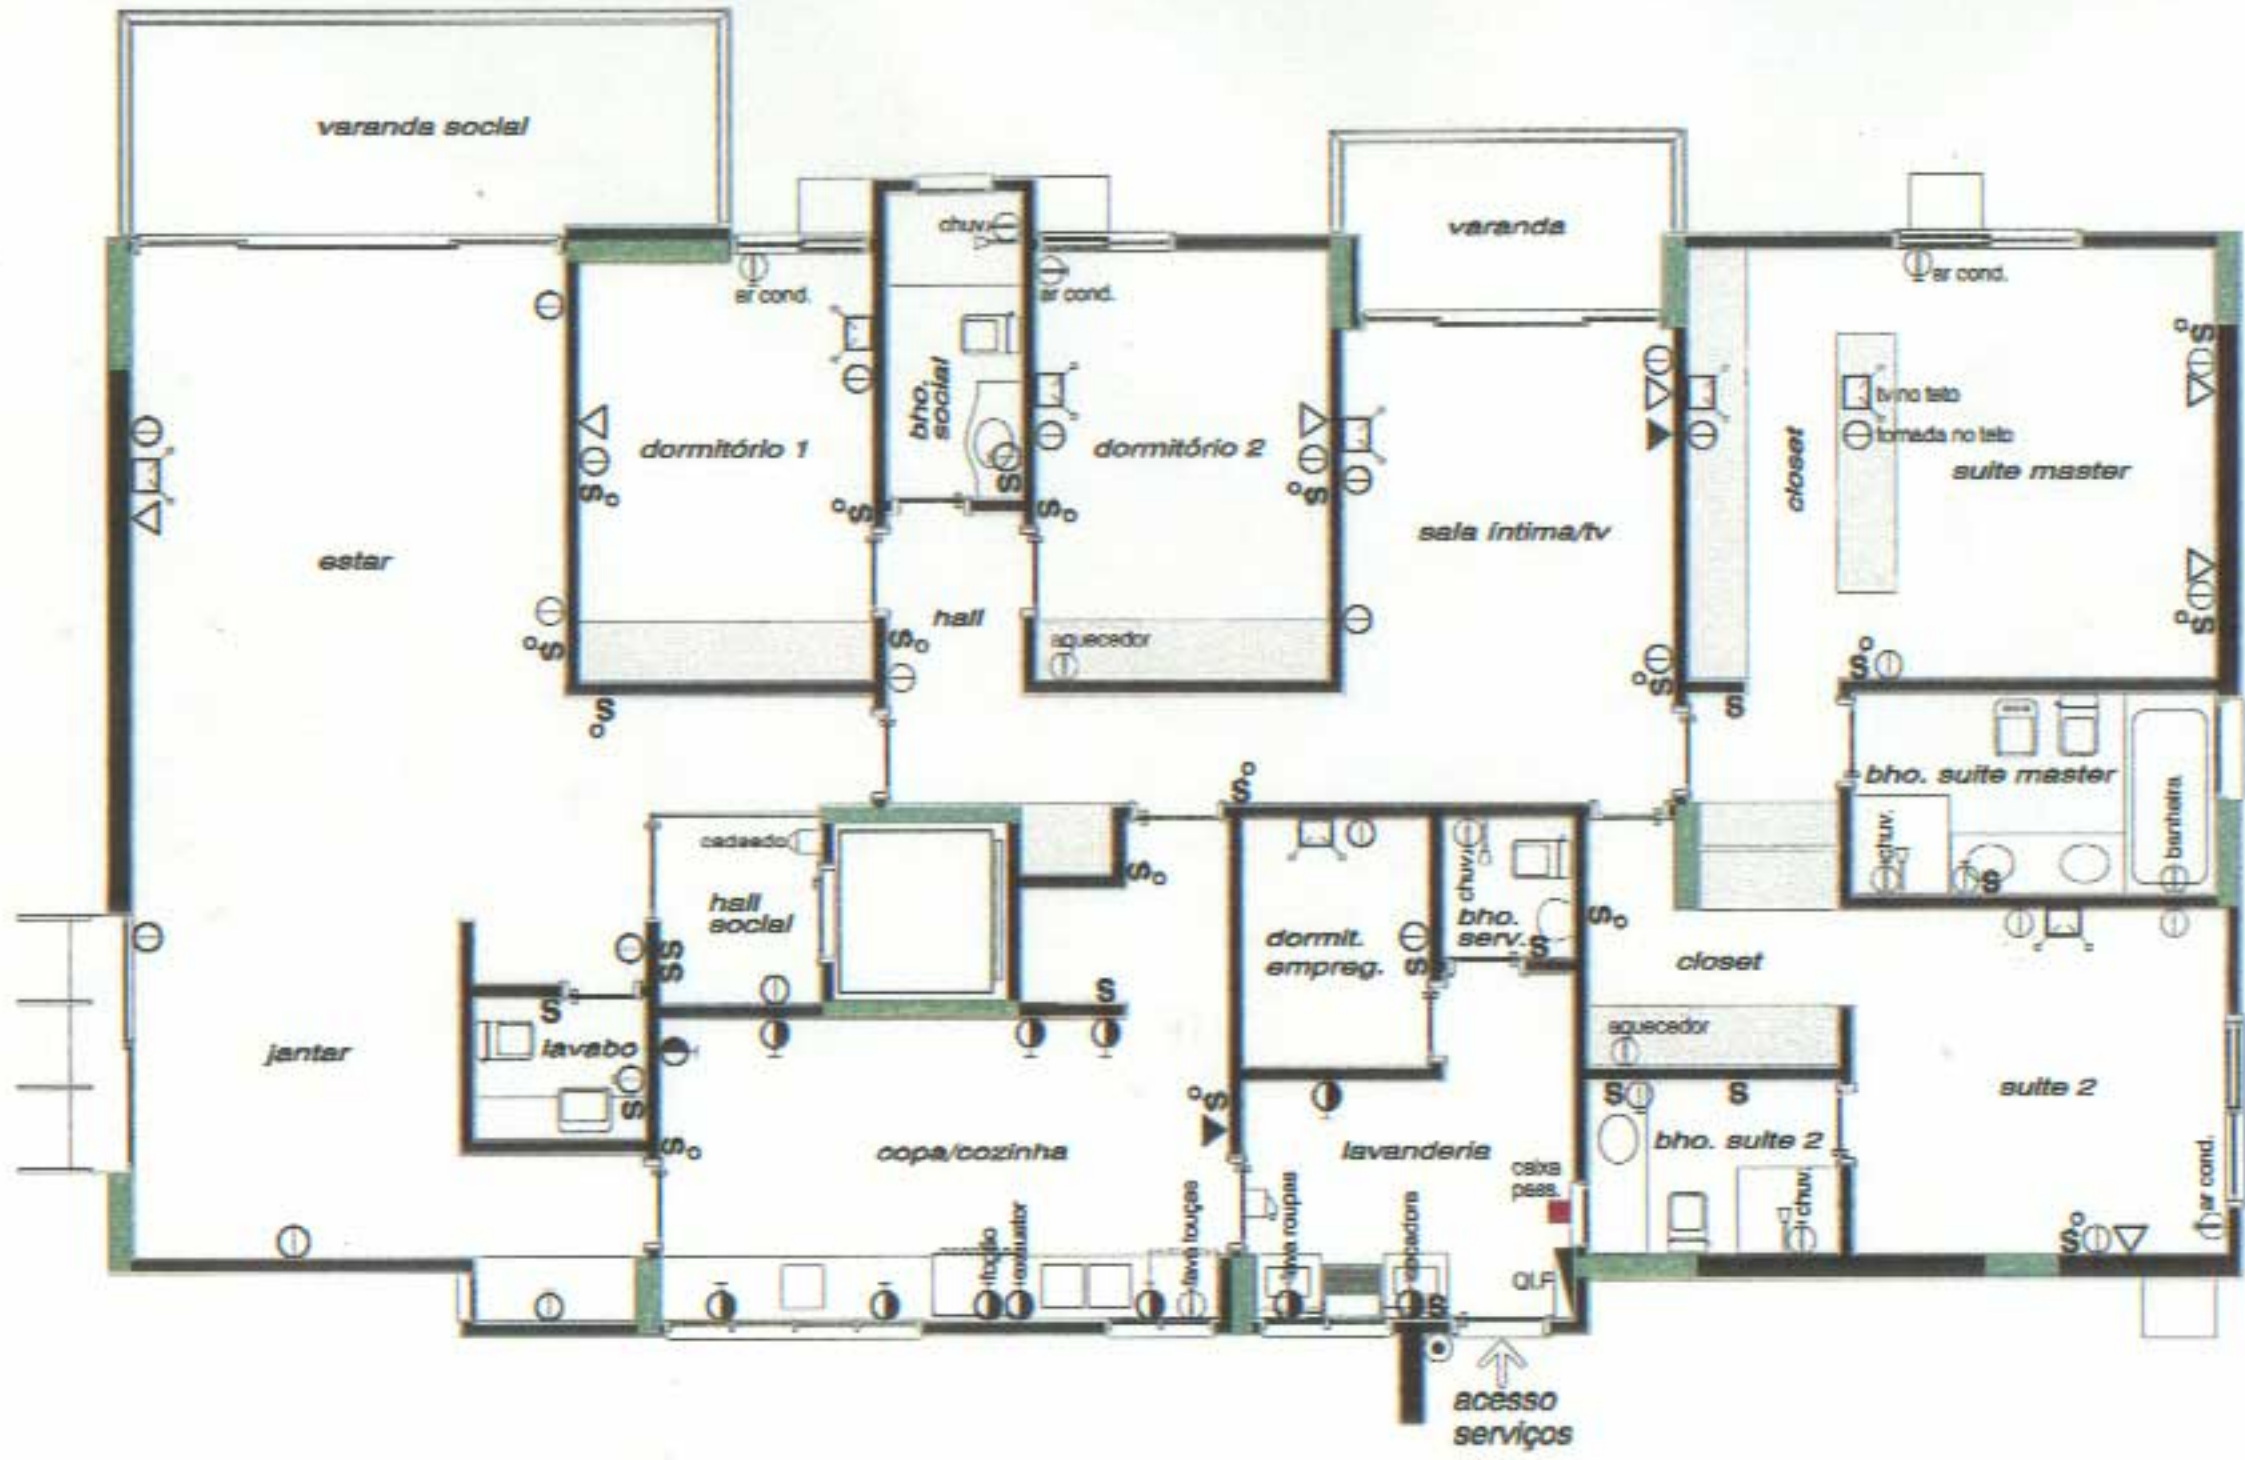 varanda social
varanda
chuv.
ar cond.
ar cond.
ar cond.
bho.
social
dormitório 1
dormitório 2
tv no teto
tomada no teto
closet
suite master
sala íntima/tv
estar
hall
aquecedor
S
bho. suite master
cadeado
hall
social
chuv.
banheira
chuv.
bho.
serv.
S
dormit.
empreg.
S
closet
S
S
S
S
aquecedor
jantar
lavabo
S
suite 2
S
S
bho. suite 2
copa/cozinha
lavanderia
caixa
pass.
chuv.
ar cond.
fogão
exaustor
lava louças
lava roupas
secadora
QLF
S
acesso
serviços